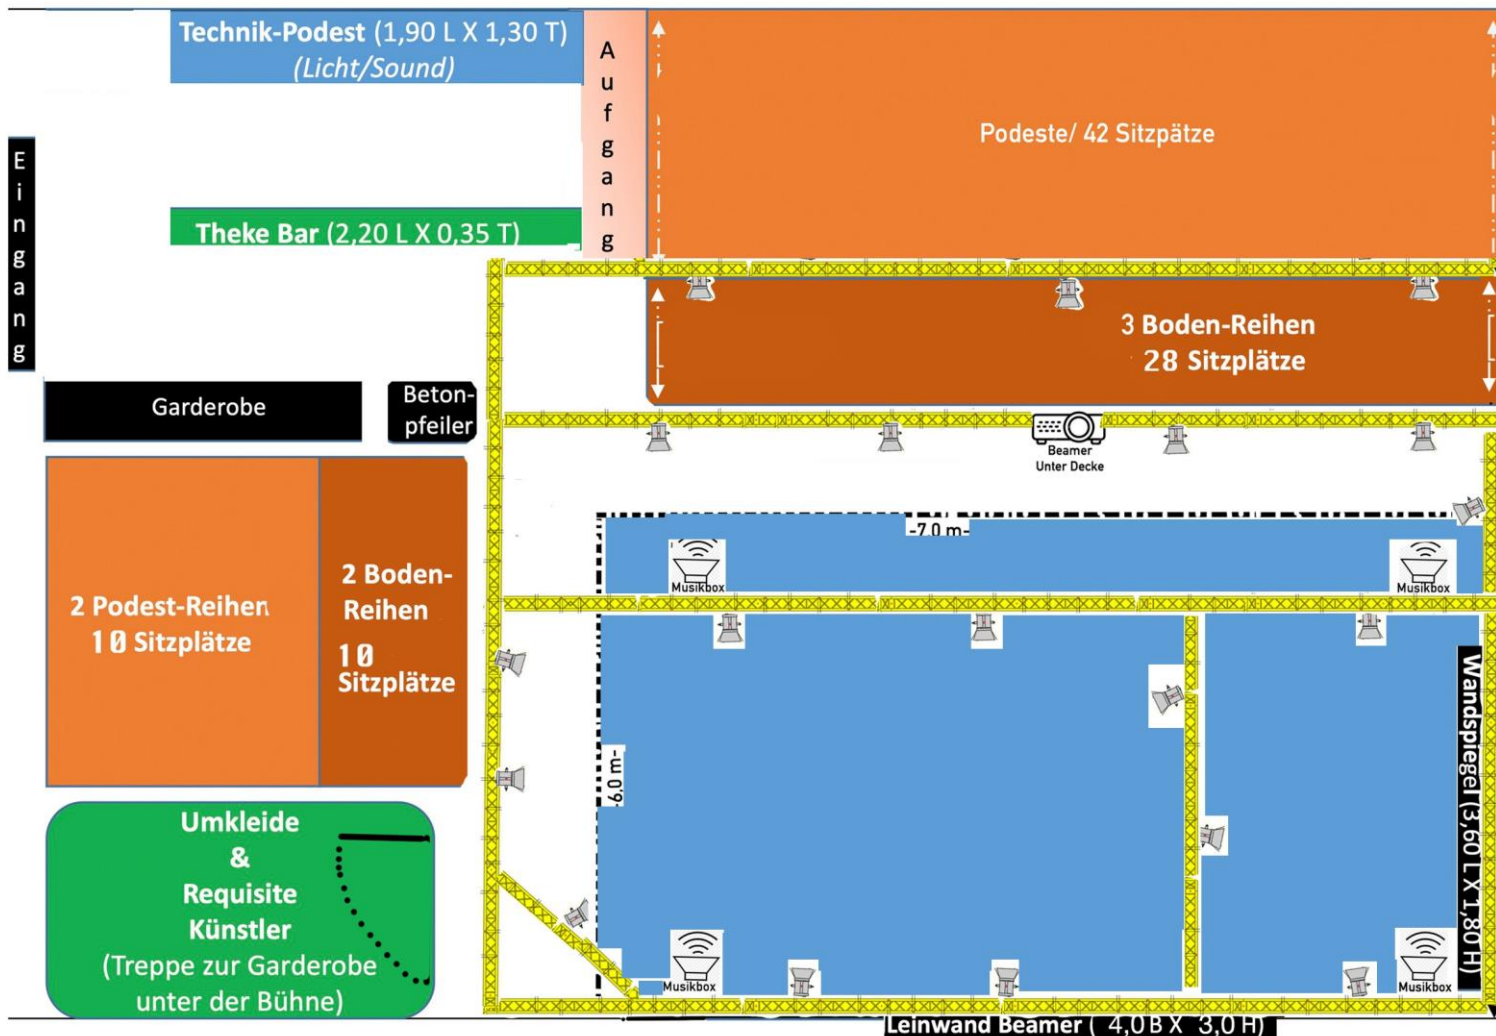 Technik-Podest (1,90 L X 1,30 T)
(Licht/Sound)
Aufgang
Podeste/ 42 Sitzpätze
Eingang
Theke Bar (2,20 L X 0,35 T)
3 Boden-Reihen
28 Sitzplätze
Garderobe
Beton-
pfeiler
Beamer
Unter Decke
-7.0 m-
Musikbox
Musikbox
2 Podest-Reihen
10 Sitzplätze
2 Boden-
Reihen
10
Sitzplätze
-6.0 m-
Wandspiegel (3,60 L X 1,80 H)
Umkleide
&
Requisite
Künstler
(Treppe zur Garderobe
unter der Bühne)
Musikbox
Musikbox
Leinwand Beamer ( 4,0 B X 3,0 H)